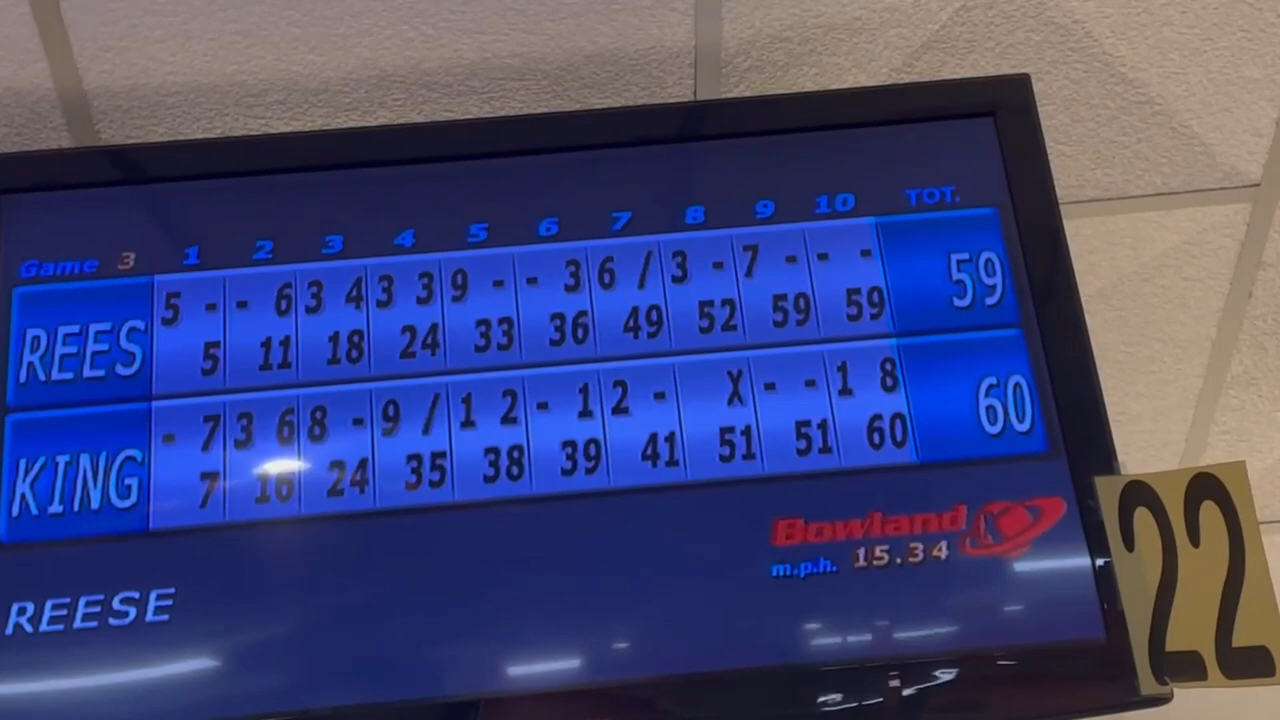 Game 3 1 2 3 4 5 6 7 8 9 10 TOT.
5 - - 6 3 4 3 3 9 - - 3 6 / 3 - 7 - - -
REES 5 11 18 24 33 36 49 52 59 59 59
- 7 3 6 8 - 9 / 1 2 - 1 2 - X - - 1 8
KING 7 16 24 35 38 39 41 51 51 60 60
Bowland
m.p.h. 15.34
REESE
22